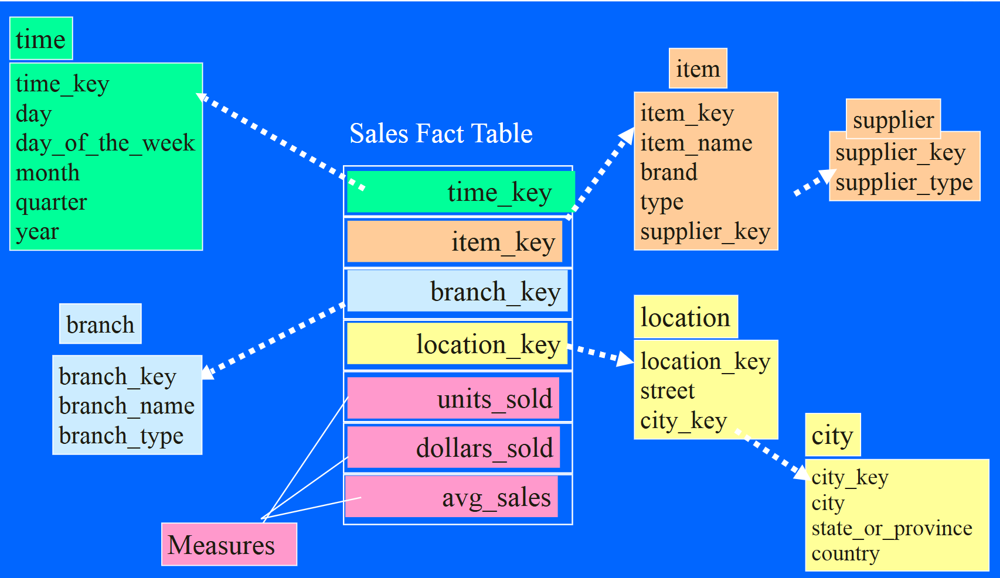 time
time_key
day
day_of_the_week
month
quarter
year
item
item_key
item_name
brand
type
supplier_key
supplier
supplier_key
supplier_type
Sales Fact Table
time_key
item_key
branch_key
location_key
units_sold
dollars_sold
avg_sales
branch
branch_key
branch_name
branch_type
location
location_key
street
city_key
city
city_key
city
state_or_province
country
Measures